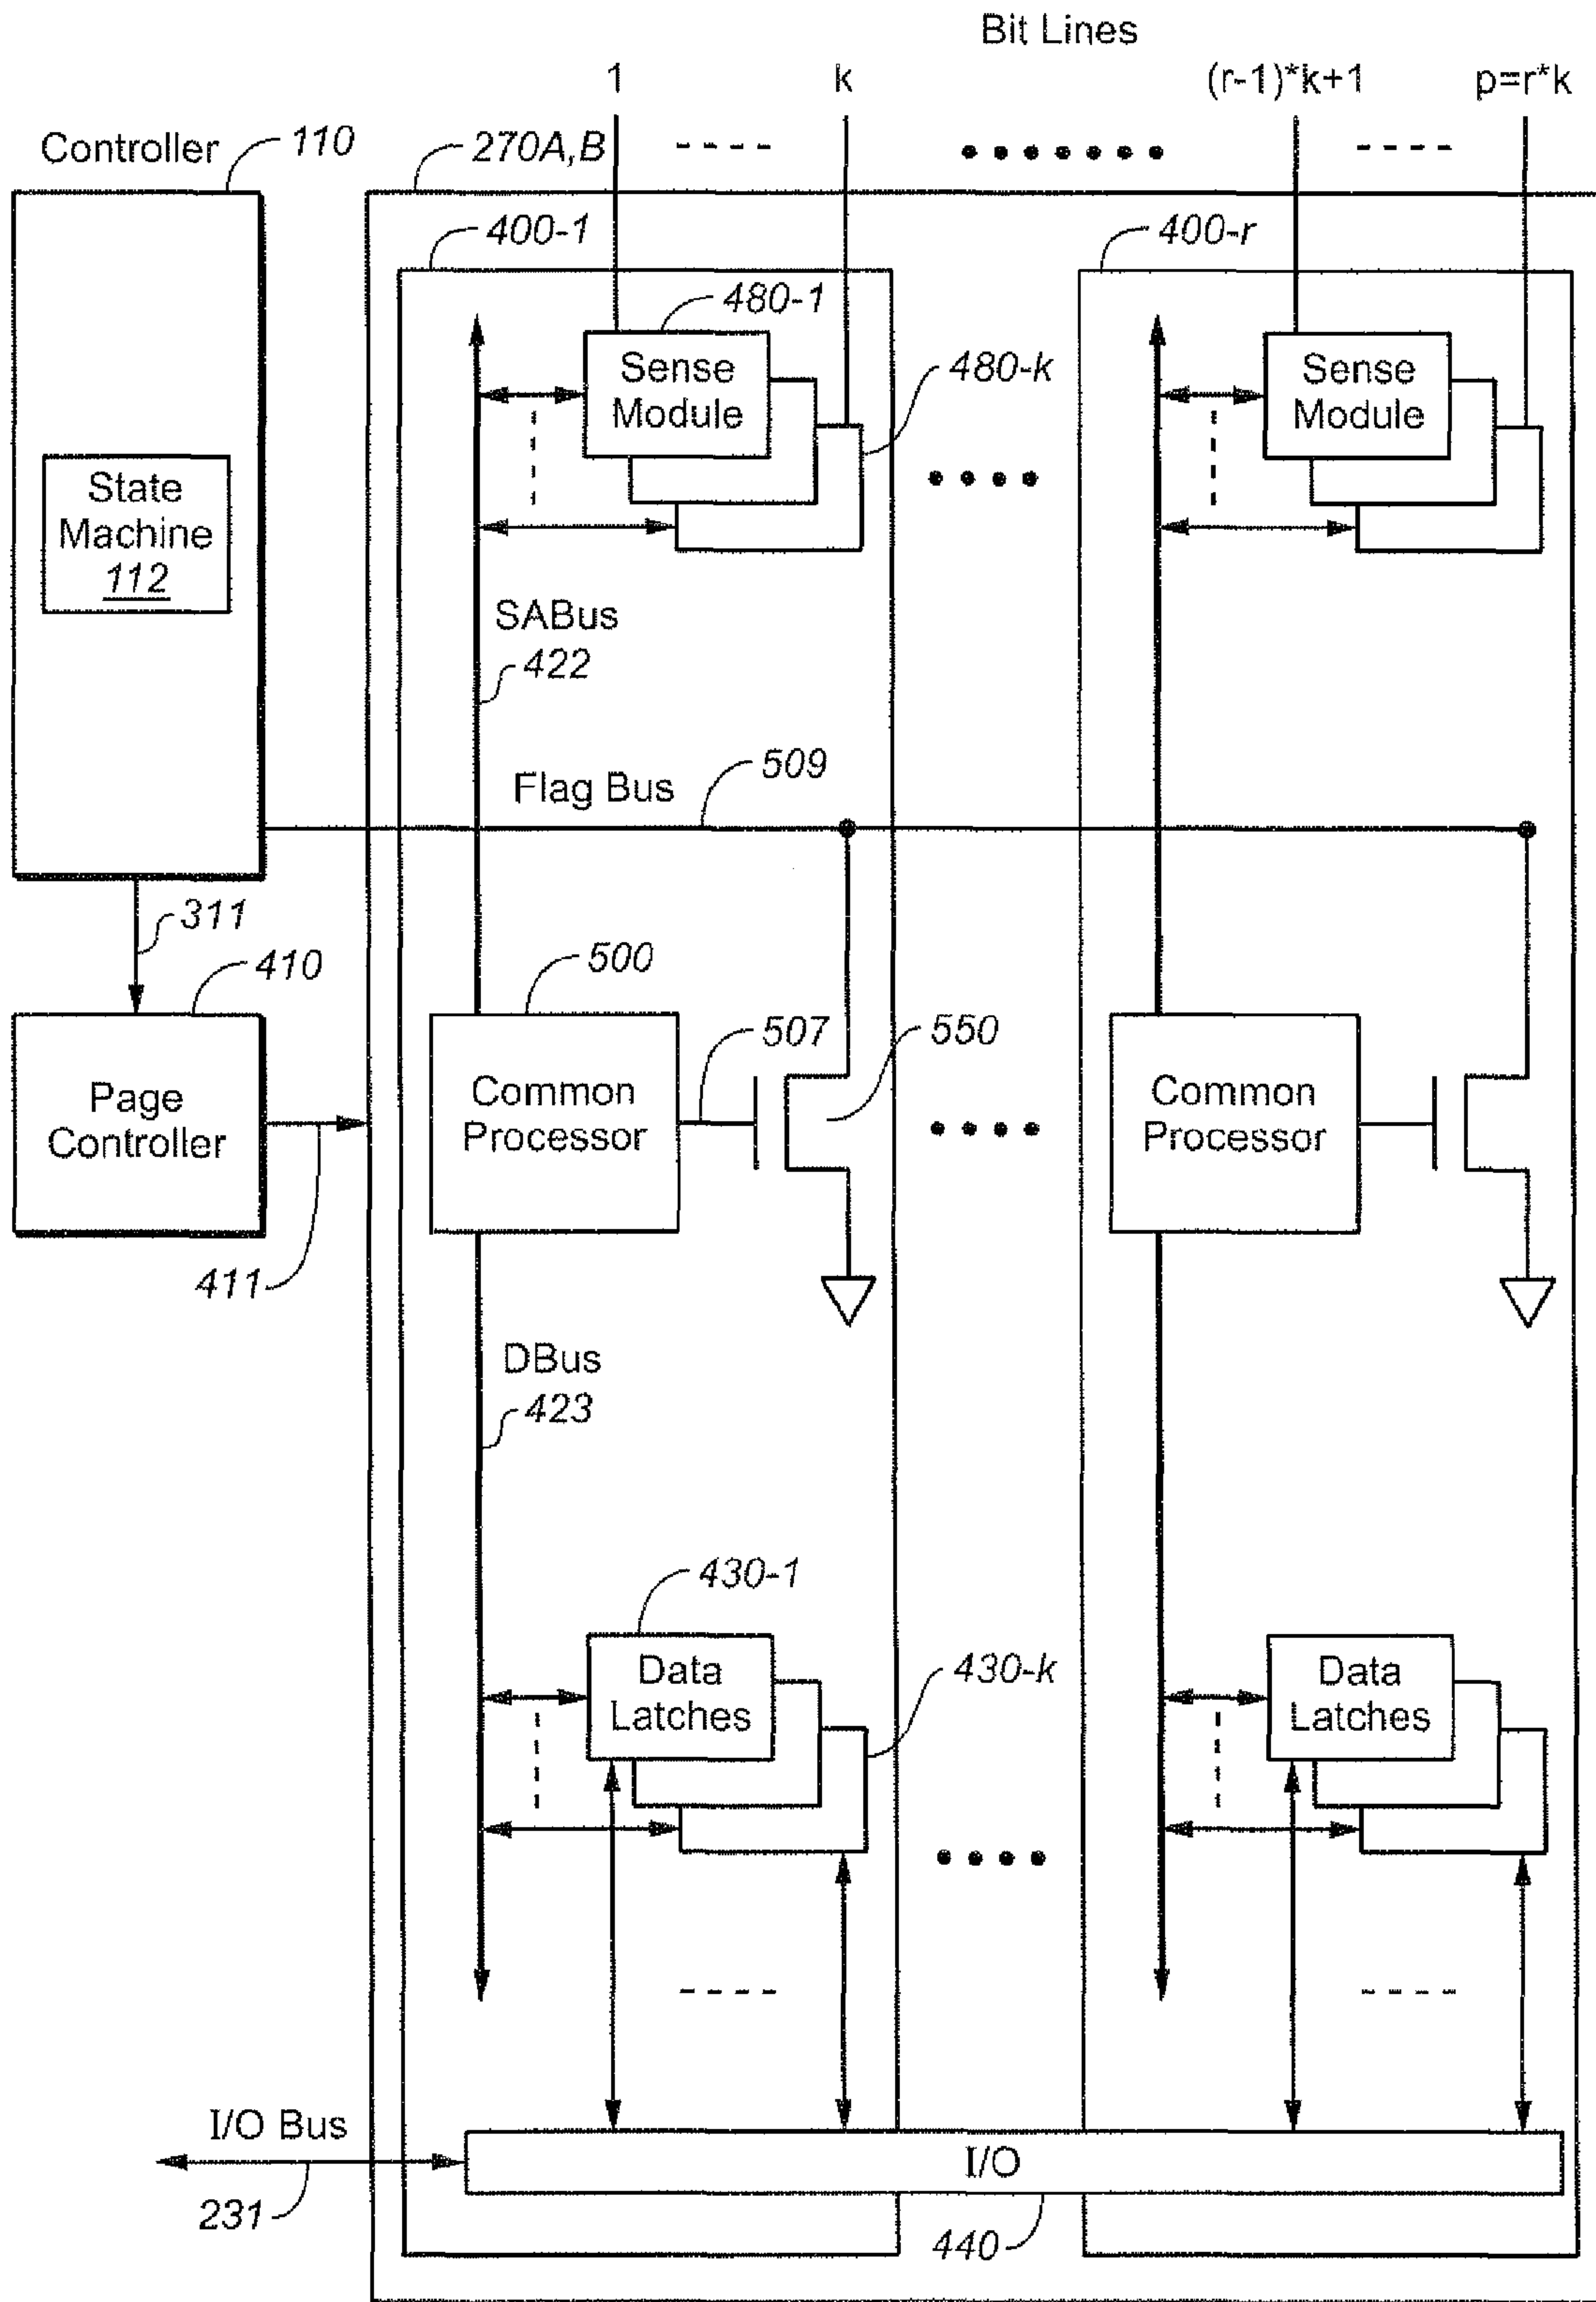 Bit Lines
1
k
(r-1)*k+1
p=r*k
Controller
110
270A,B
400-1
400-r
480-1
Sense
Module
480-k
Sense
Module
State
Machine
112
SABus
422
509
Flag Bus
311
410
500
507
550
Page
Controller
Common
Processor
Common
Processor
411
DBus
423
430-1
Data
Latches
430-k
Data
Latches
I/O Bus
231
I/O
440